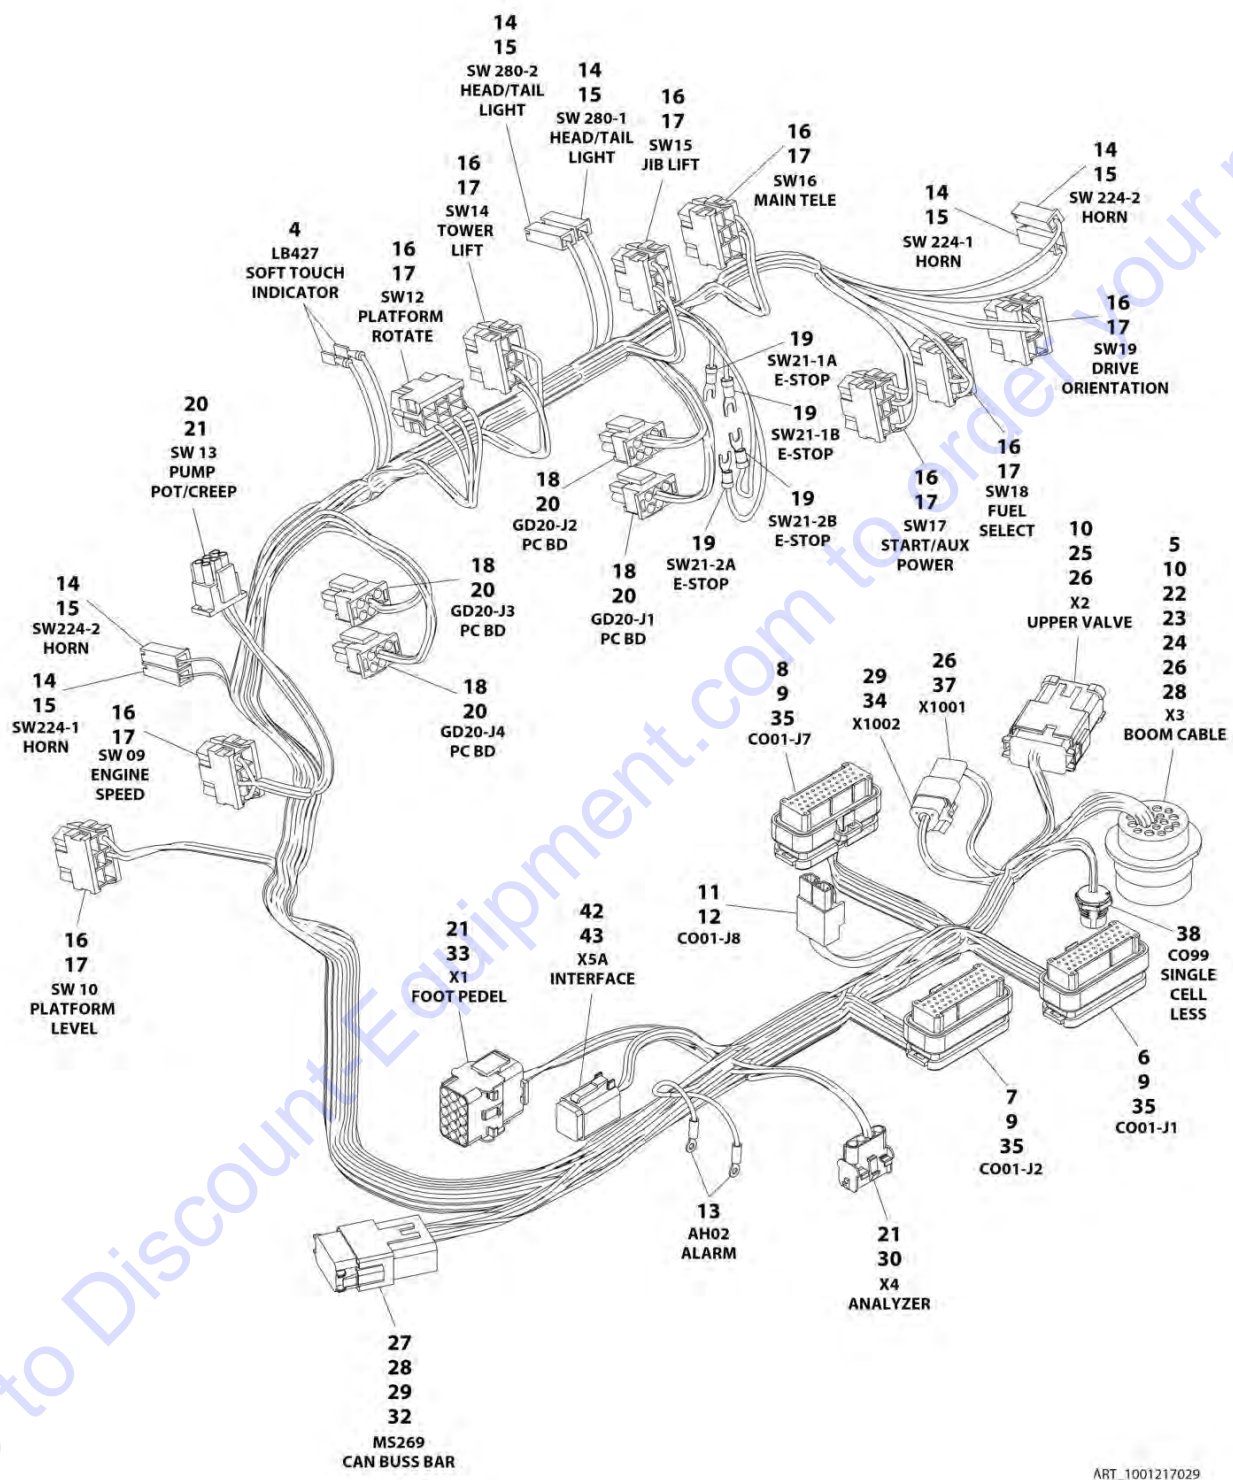 14
15
SW 280-2
HEAD/TAIL
LIGHT
14
15
SW 280-1
HEAD/TAIL
LIGHT
16
17
SW15
JIB LIFT
16
17
SW16
MAIN TELE
14
15
SW 224-2
HORN
14
15
SW 224-1
HORN
16
17
SW14
TOWER
LIFT
4
LB427
SOFT TOUCH
INDICATOR
16
17
SW12
PLATFORM
ROTATE
16
17
SW19
DRIVE
ORIENTATION
19
SW21-1A
E-STOP
19
SW21-1B
E-STOP
20
21
SW 13
PUMP
POT/CREEP
18
20
GD20-J2
PC BD
19
SW21-2B
E-STOP
16
17
SW17
START/AUX
POWER
16
17
SW18
FUEL
SELECT
19
SW21-2A
E-STOP
18
20
GD20-J1
PC BD
10
25
26
X2
UPPER VALVE
5
10
22
23
24
26
28
X3
BOOM CABLE
14
15
SW224-2
HORN
18
20
GD20-J3
PC BD
14
15
SW224-1
HORN
16
17
SW 09
ENGINE
SPEED
18
20
GD20-J4
PC BD
8
9
35
CO01-J7
29
34
X1002
26
37
X1001
11
12
CO01-J8
16
17
SW 10
PLATFORM
LEVEL
21
33
X1
FOOT PEDEL
42
43
X5A
INTERFACE
38
CO99
SINGLE
CELL
LESS
6
9
35
CO01-J1
7
9
35
CO01-J2
13
AH02
ALARM
21
30
X4
ANALYZER
27
28
29
32
MS269
CAN BUSS BAR
ART_1001217029
to Discount-Equipment.com to order your